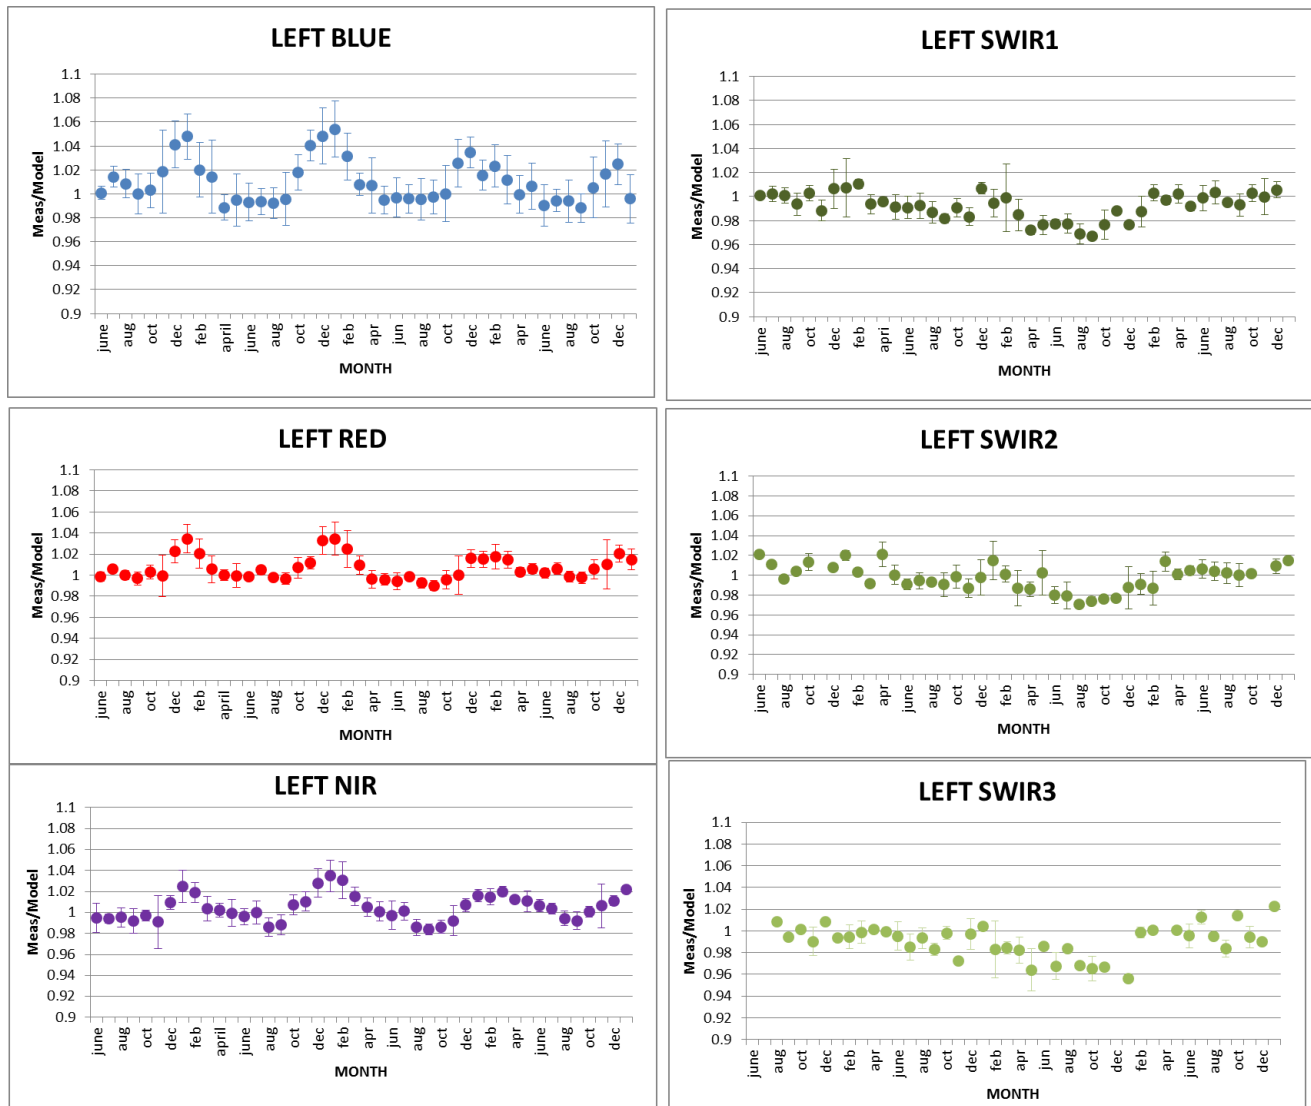 LEFT BLUE
1.1
1.08
1.06
1.04
1.02
1
0.98
0.96
0.94
0.92
0.9
Meas/Model
june aug oct dec feb april june aug oct dec feb apr jun aug oct dec feb apr june aug oct dec
MONTH
LEFT SWIR1
1.1
1.08
1.06
1.04
1.02
1
0.98
0.96
0.94
0.92
0.9
Meas/Model
june aug oct dec feb apri june aug oct dec feb apr jun aug oct dec feb apr june aug oct dec
MONTH
LEFT RED
1.1
1.08
1.06
1.04
1.02
1
0.98
0.96
0.94
0.92
0.9
Meas/Model
june aug oct dec feb april june aug oct dec feb apr jun aug oct dec feb apr june aug oct dec
MONTH
LEFT SWIR2
1.1
1.08
1.06
1.04
1.02
1
0.98
0.96
0.94
0.92
0.9
Meas/Model
june aug oct dec feb apr june aug oct dec feb apr jun aug oct dec feb apr june aug oct dec
MONTH
LEFT NIR
1.1
1.08
1.06
1.04
1.02
1
0.98
0.96
0.94
0.92
0.9
Meas/Model
june aug oct dec feb april june aug oct dec feb apr jun aug oct dec feb apr june aug oct dec
MONTH
LEFT SWIR3
1.1
1.08
1.06
1.04
1.02
1
0.98
0.96
0.94
0.92
0.9
Meas/Model
june aug oct dec feb apr june aug oct dec feb apr jun aug oct dec feb apr june aug oct dec
MONTH